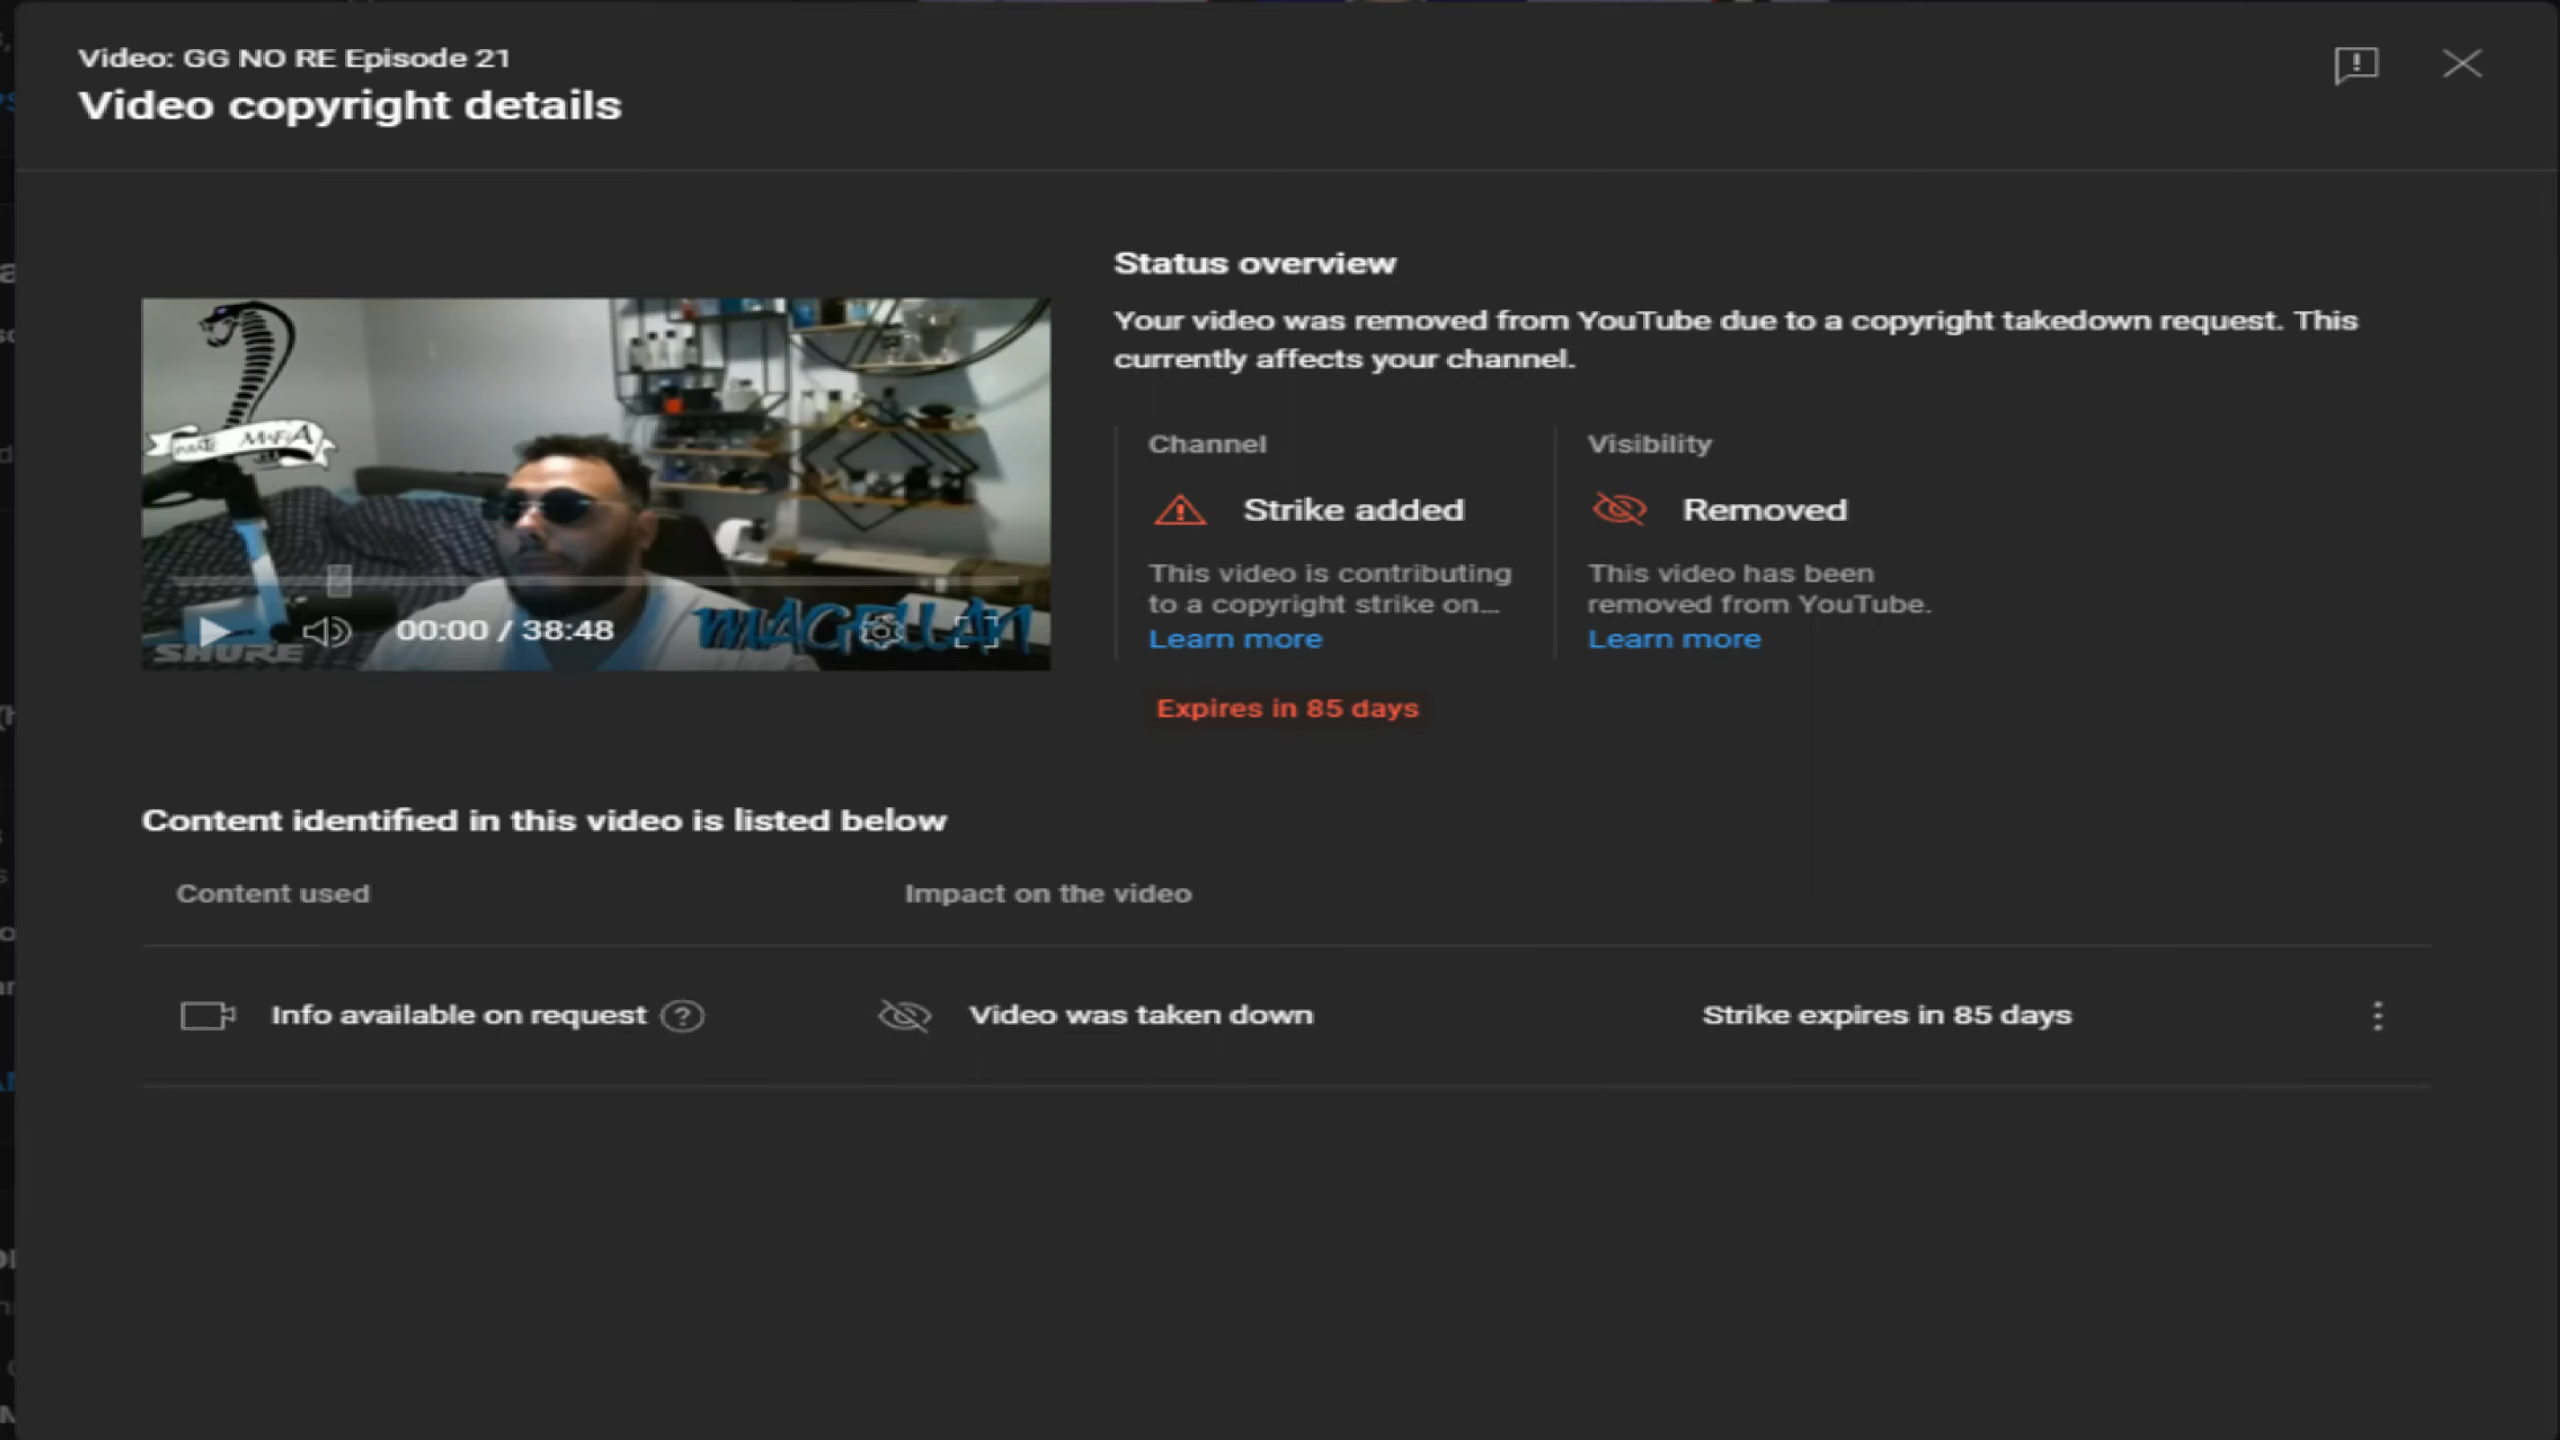 Video: GG NO RE Episode 21
Video copyright details
Status overview
Your video was removed from YouTube due to a copyright takedown request. This
currently affects your channel.
Channel
Strike added
This video is contributing
to a copyright strike on...
Learn more
Expires in 85 days
Visibility
Removed
This video has been
removed from YouTube.
Learn more
MAFIA
00:00 / 38:48
MAGELLAN
SHURE
Content identified in this video is listed below
Content used
Impact on the video
Info available on request
Video was taken down
Strike expires in 85 days